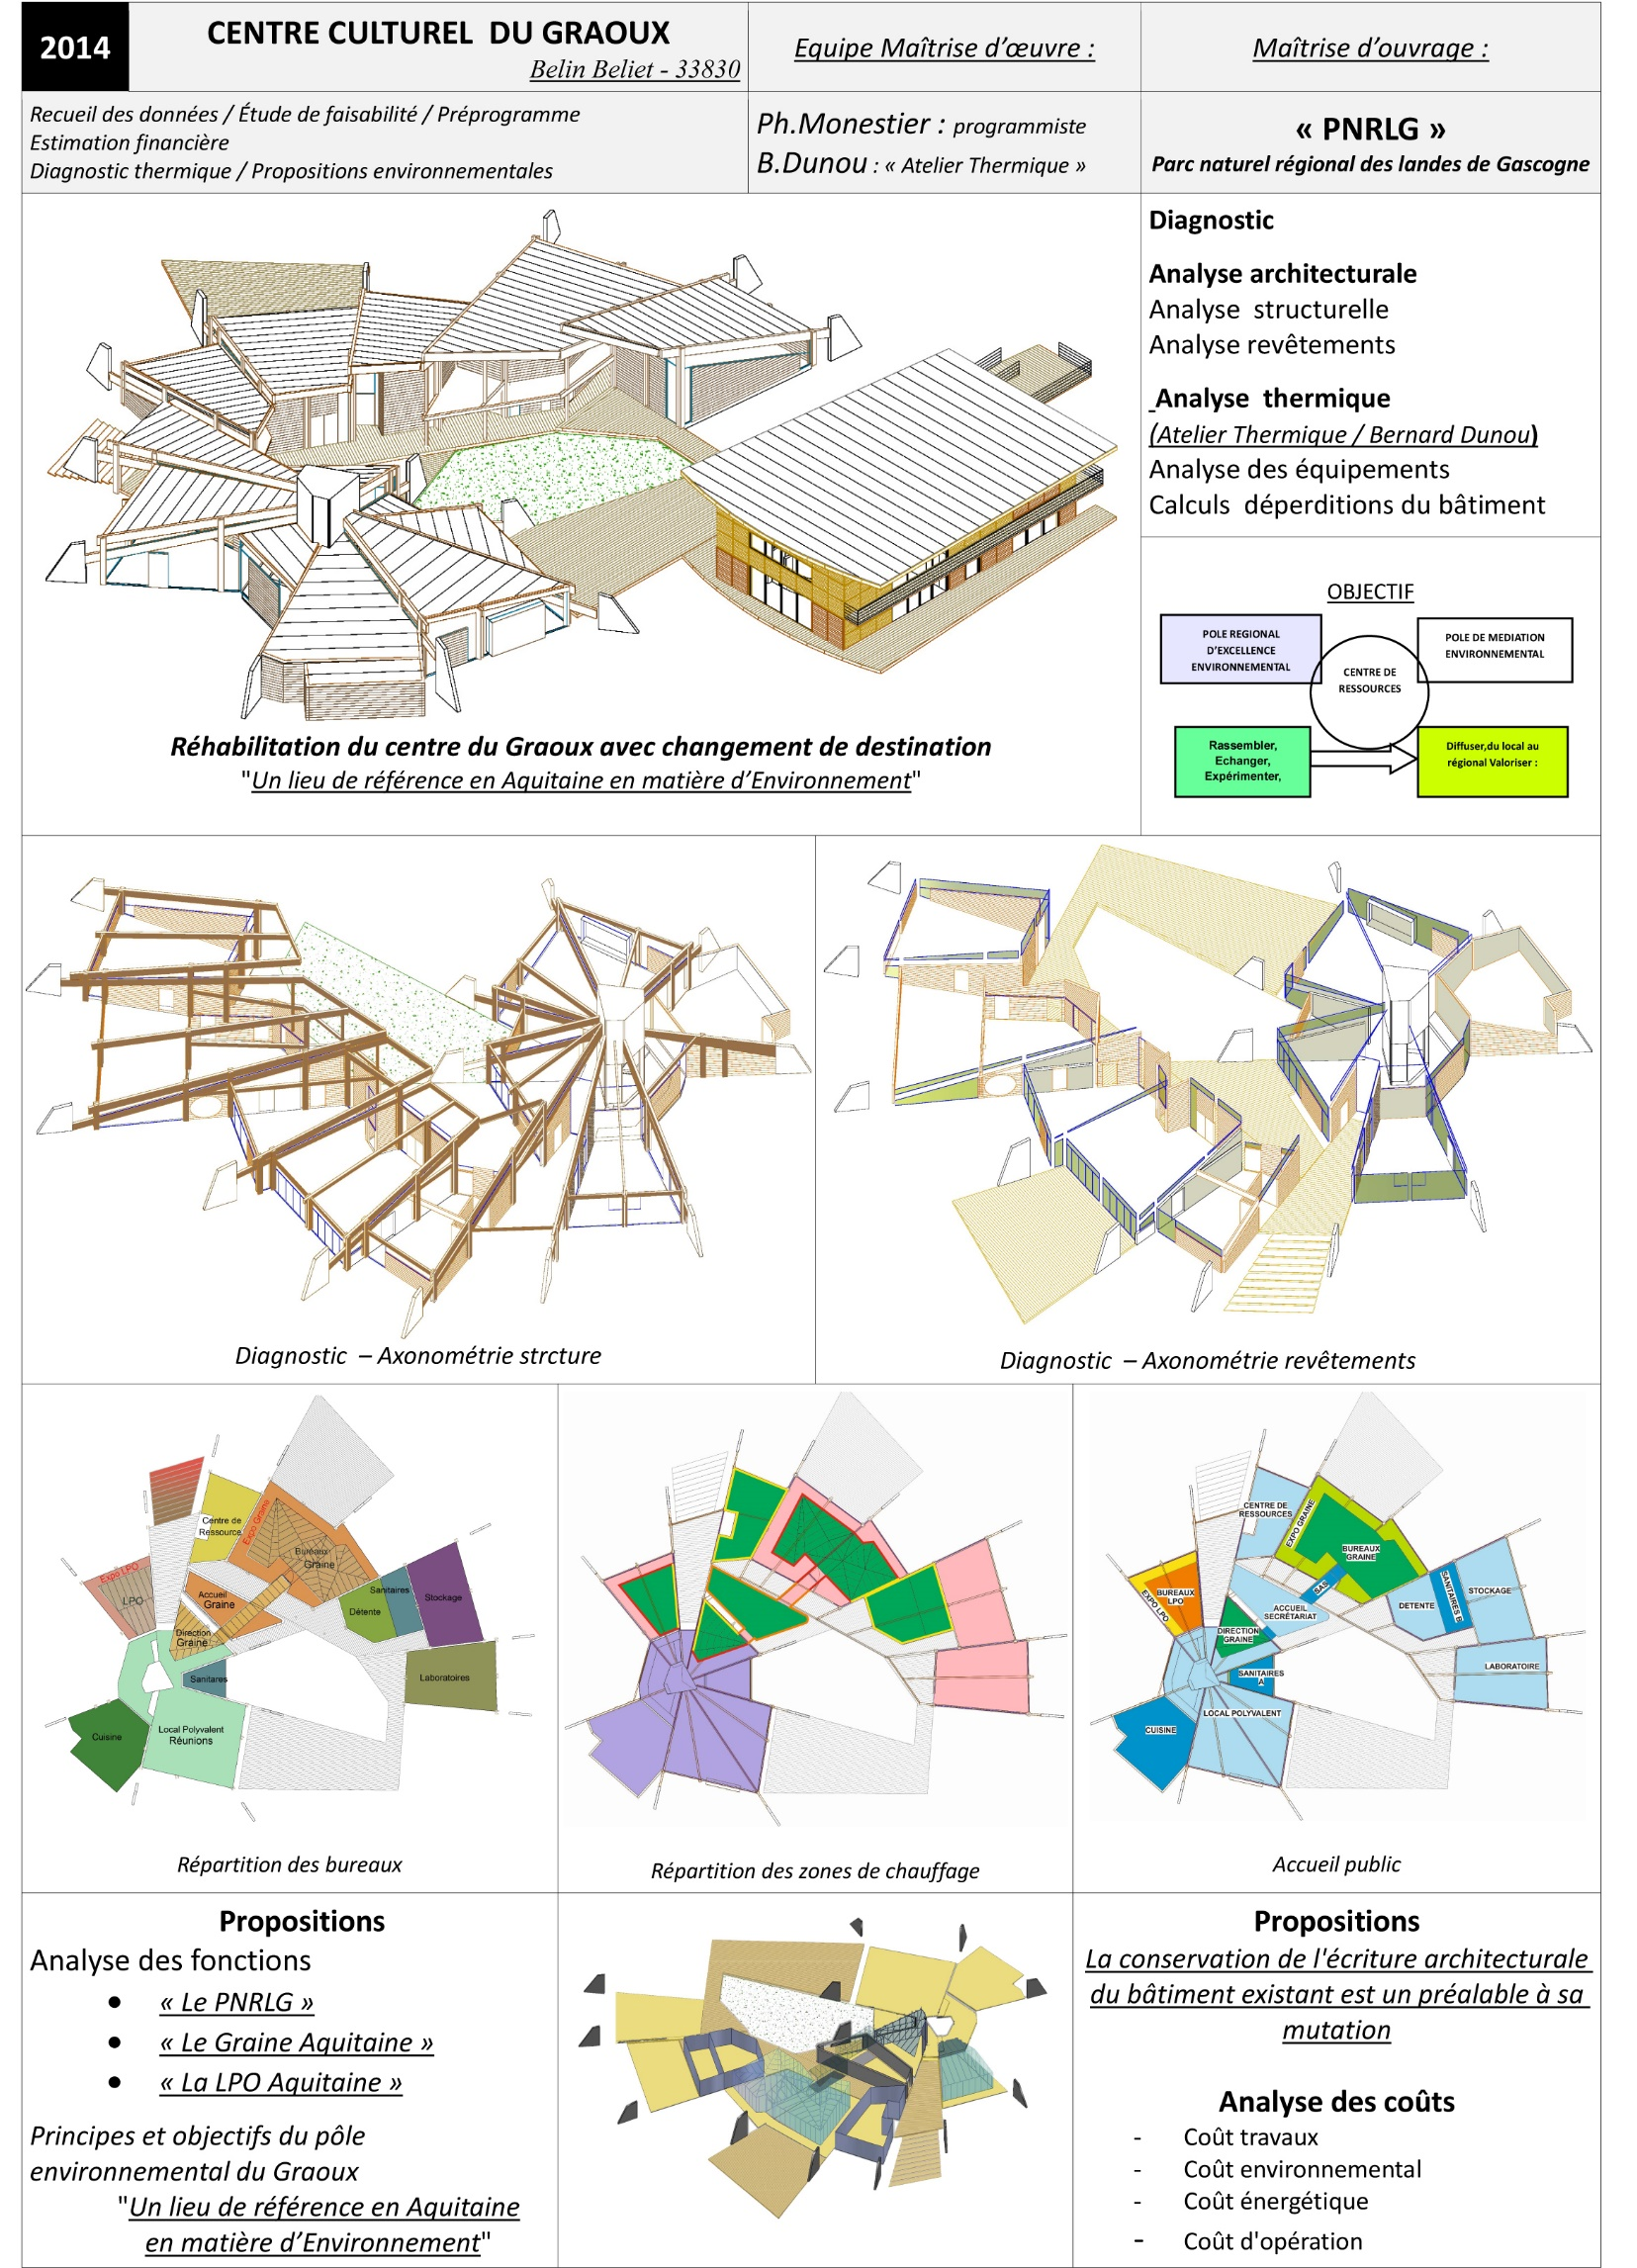 2014
CENTRE CULTUREL DU GRAOUX
Belin Beliet - 33830
Equipe Maîtrise d'œuvre :
Maîtrise d'ouvrage :
Recueil des données / Étude de faisabilité / Préprogramme
Estimation financière
Diagnostic thermique / Propositions environnementales
Ph.Monestier : programmiste
B.Dunou : « Atelier Thermique »
« PNRLG »
Parc naturel régional des landes de Gascogne
Diagnostic
Analyse architecturale
Analyse structurelle
Analyse revêtements
Analyse thermique
(Atelier Thermique / Bernard Dunou)
Analyse des équipements
Calculs déperditions du bâtiment
OBJECTIF
POLE REGIONAL
D'EXCELLENCE
ENVIRONNEMENTAL
POLE DE MEDIATION
ENVIRONNEMENTAL
CENTRE DE
RESSOURCES
Rassembler,
Echanger,
Expérimenter,
Diffuser,du local au
régional Valoriser :
Réhabilitation du centre du Graoux avec changement de destination
"Un lieu de référence en Aquitaine en matière d'Environnement"
Diagnostic – Axonométrie strcture
Diagnostic – Axonométrie revêtements
Centre de
Ressource
Expo Graine
Bureaux
Graine
Expo LPO
LPO
Accueil
Graine
Direction
Graine
Sanitaires
Détente
Stockage
Sanitares
Laboratoires
Cuisine
Local Polyvalent
Réunions
Répartition des bureaux
Répartition des zones de chauffage
CENTRE DE
RESSOURCES
EXPO GRAINE
BUREAUX
GRAINE
BUREAUX
LPO
EXPO LPO
SAS
ACCUEIL
SECRÉTARIAT
DIRECTION
GRAINE
DETENTE
SANITAIRES B
STOCKAGE
SANITAIRES
A
LABORATOIRE
LOCAL POLYVALENT
CUISINE
Accueil public
Propositions
Analyse des fonctions
• « Le PNRLG »
• « Le Graine Aquitaine »
• « La LPO Aquitaine »
Principes et objectifs du pôle
environnemental du Graoux
"Un lieu de référence en Aquitaine
en matière d'Environnement"
Propositions
La conservation de l'écriture architecturale
du bâtiment existant est un préalable à sa
mutation
Analyse des coûts
- Coût travaux
- Coût environnemental
- Coût énergétique
- Coût d'opération